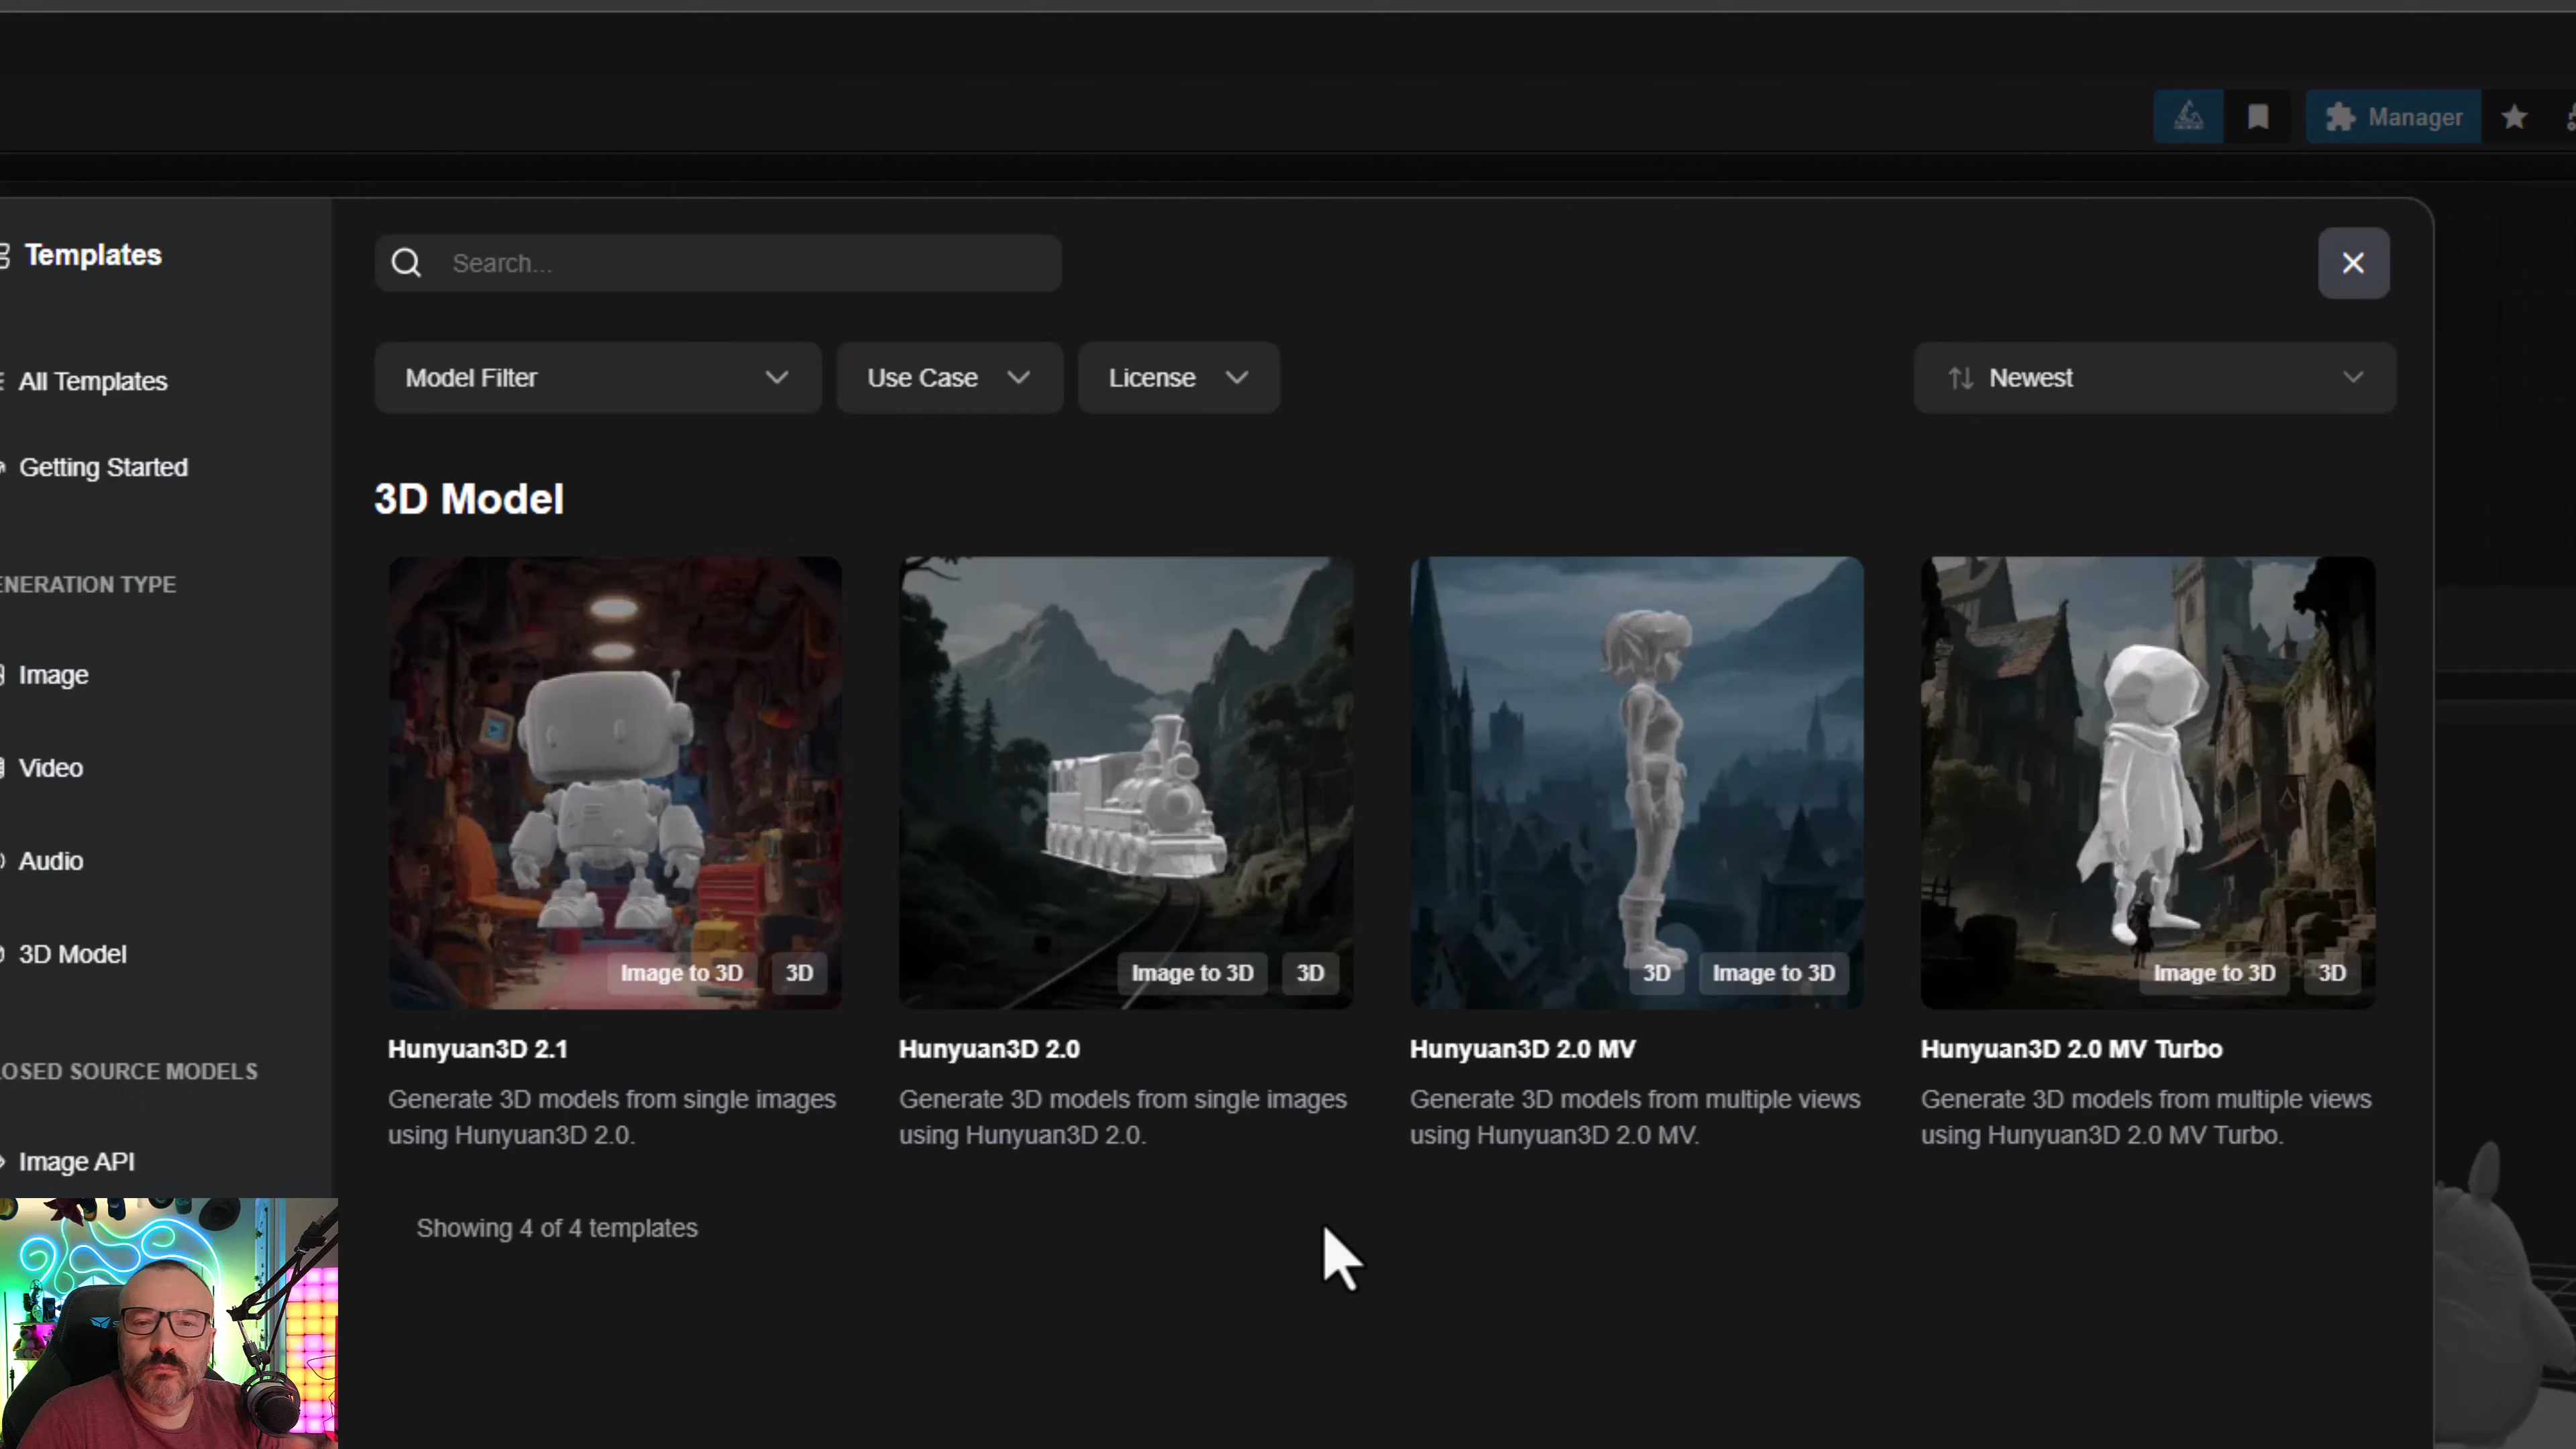 Manager
Templates
Search...
All Templates
Model Filter
Use Case
License
Newest
Getting Started
3D Model
ENERATION TYPE
Image
Video
Audio
3D Model
Image to 3D
3D
Image to 3D
3D
3D
Image to 3D
Image to 3D
3D
Hunyuan3D 2.1
Generate 3D models from single images
using Hunyuan3D 2.0.
Hunyuan3D 2.0
Generate 3D models from single images
using Hunyuan3D 2.0.
Hunyuan3D 2.0 MV
Generate 3D models from multiple views
using Hunyuan3D 2.0 MV.
Hunyuan3D 2.0 MV Turbo
Generate 3D models from multiple views
using Hunyuan3D 2.0 MV Turbo.
OSED SOURCE MODELS
Image API
Showing 4 of 4 templates